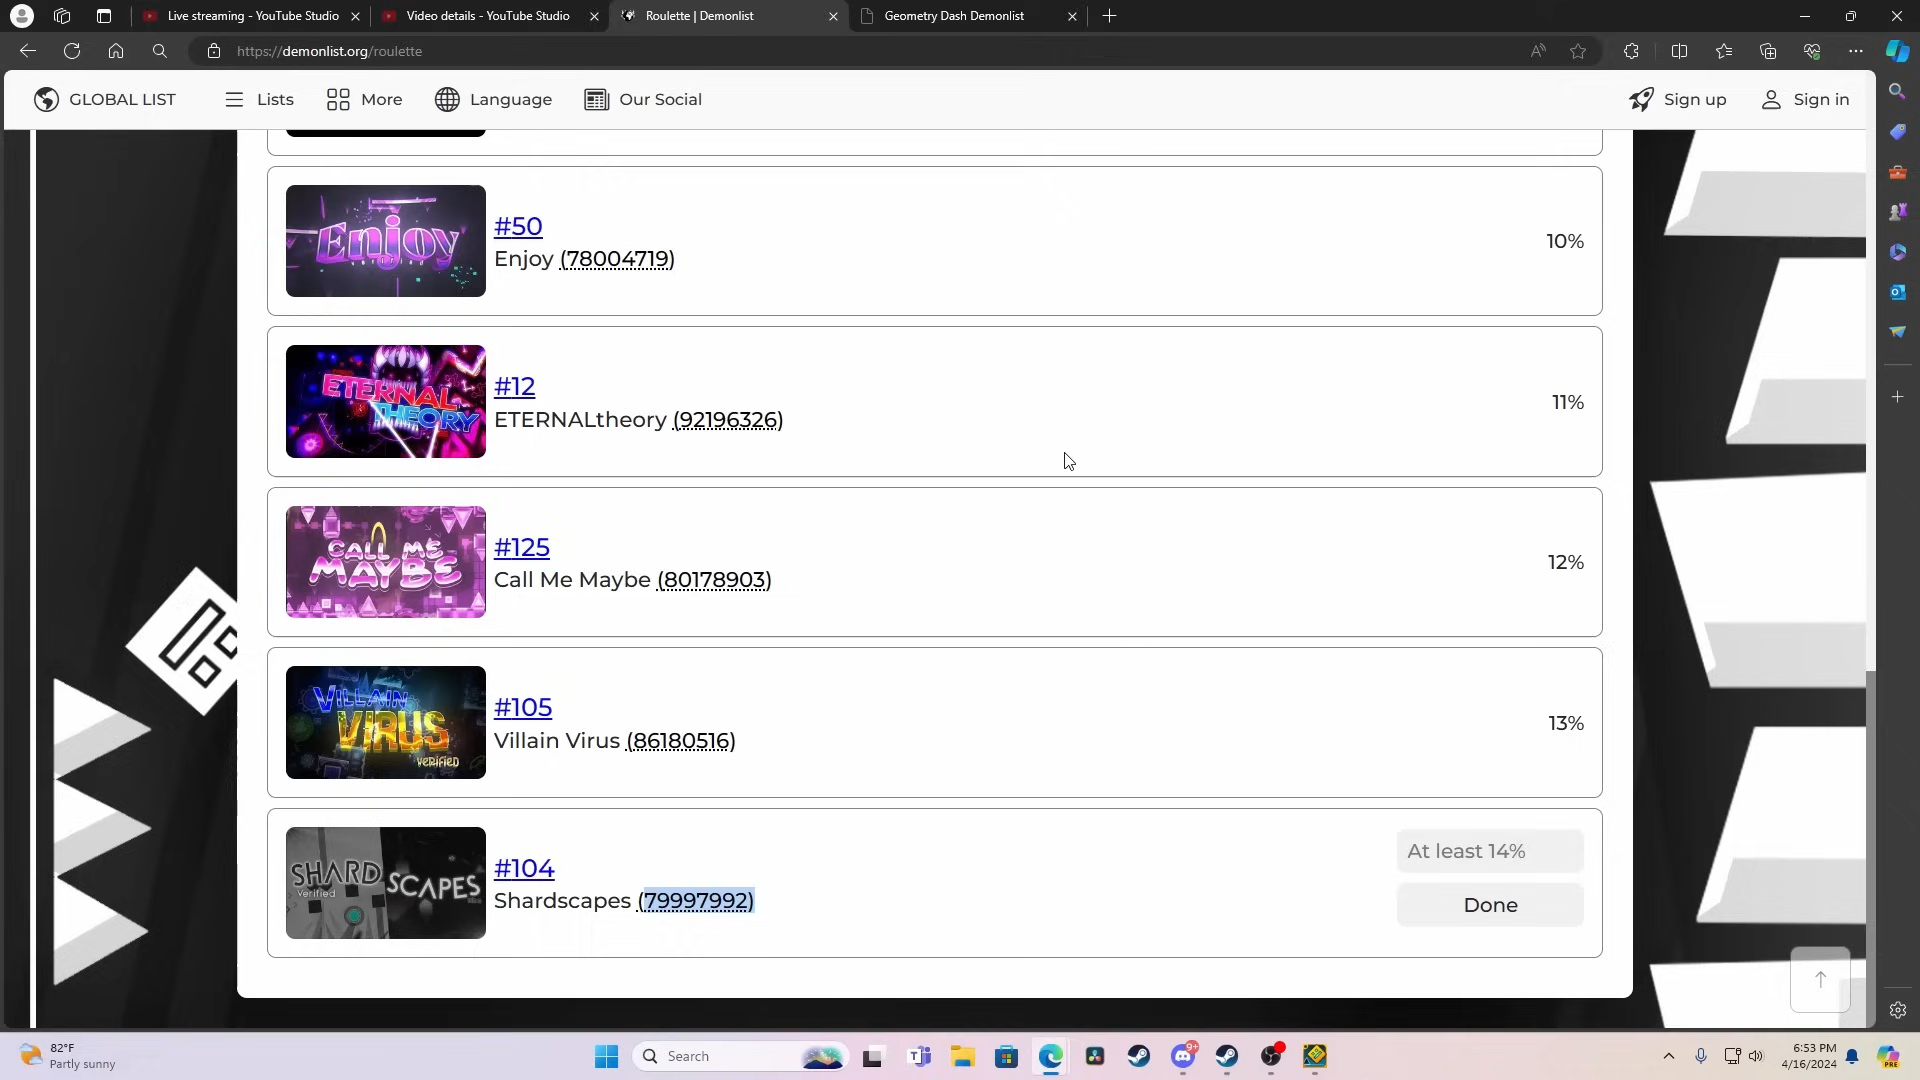 Live streaming - YouTube Studio
Video details - YouTube Studio
Roulette | Demonlist
Geometry Dash Demonlist
https://demonlist.org/roulette
GLOBAL LIST
Lists
More
Language
Our Social
Sign up
Sign in
Enjoy
#50
Enjoy (78004719)
10%
ETERNAL
THEORY
#12
ETERNALtheory (92196326)
11%
CALL ME
MAYBE
#125
Call Me Maybe (80178903)
12%
VILLAIN
VIRUS
VERIFIED
#105
Villain Virus (86180516)
13%
SHARD
SCAPES
Verified
#104
Shardscapes (79997992)
At least 14%
Done
82°F
Partly sunny
Search
9+
6:53 PM
4/16/2024
PRE